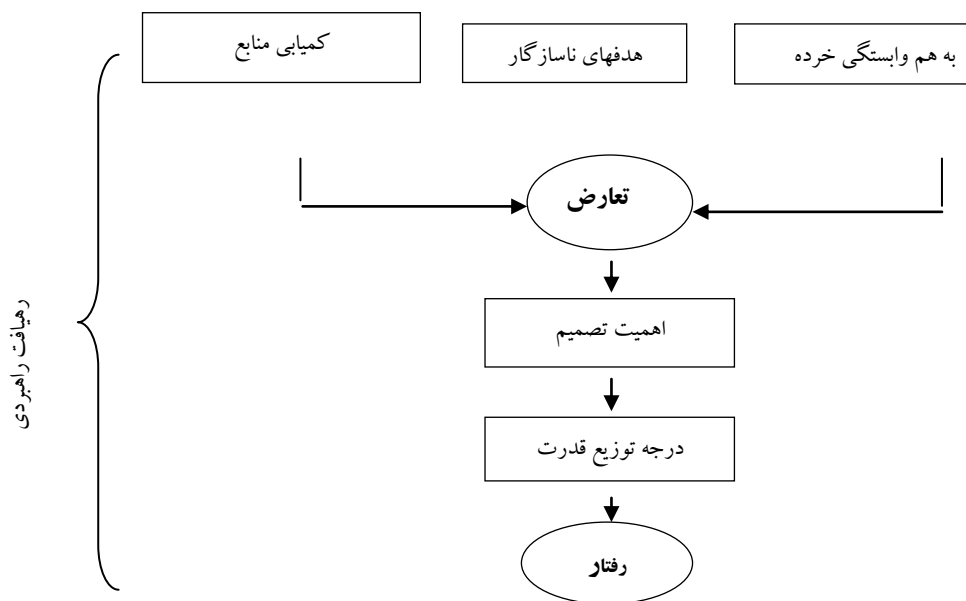 به هم وابستگی خرده
هدفهای ناسازگار
کمیابی منابع
تعارض
اهمیت تصمیم
درجه توزیع قدرت
رفتار
رهیافت راهبردی